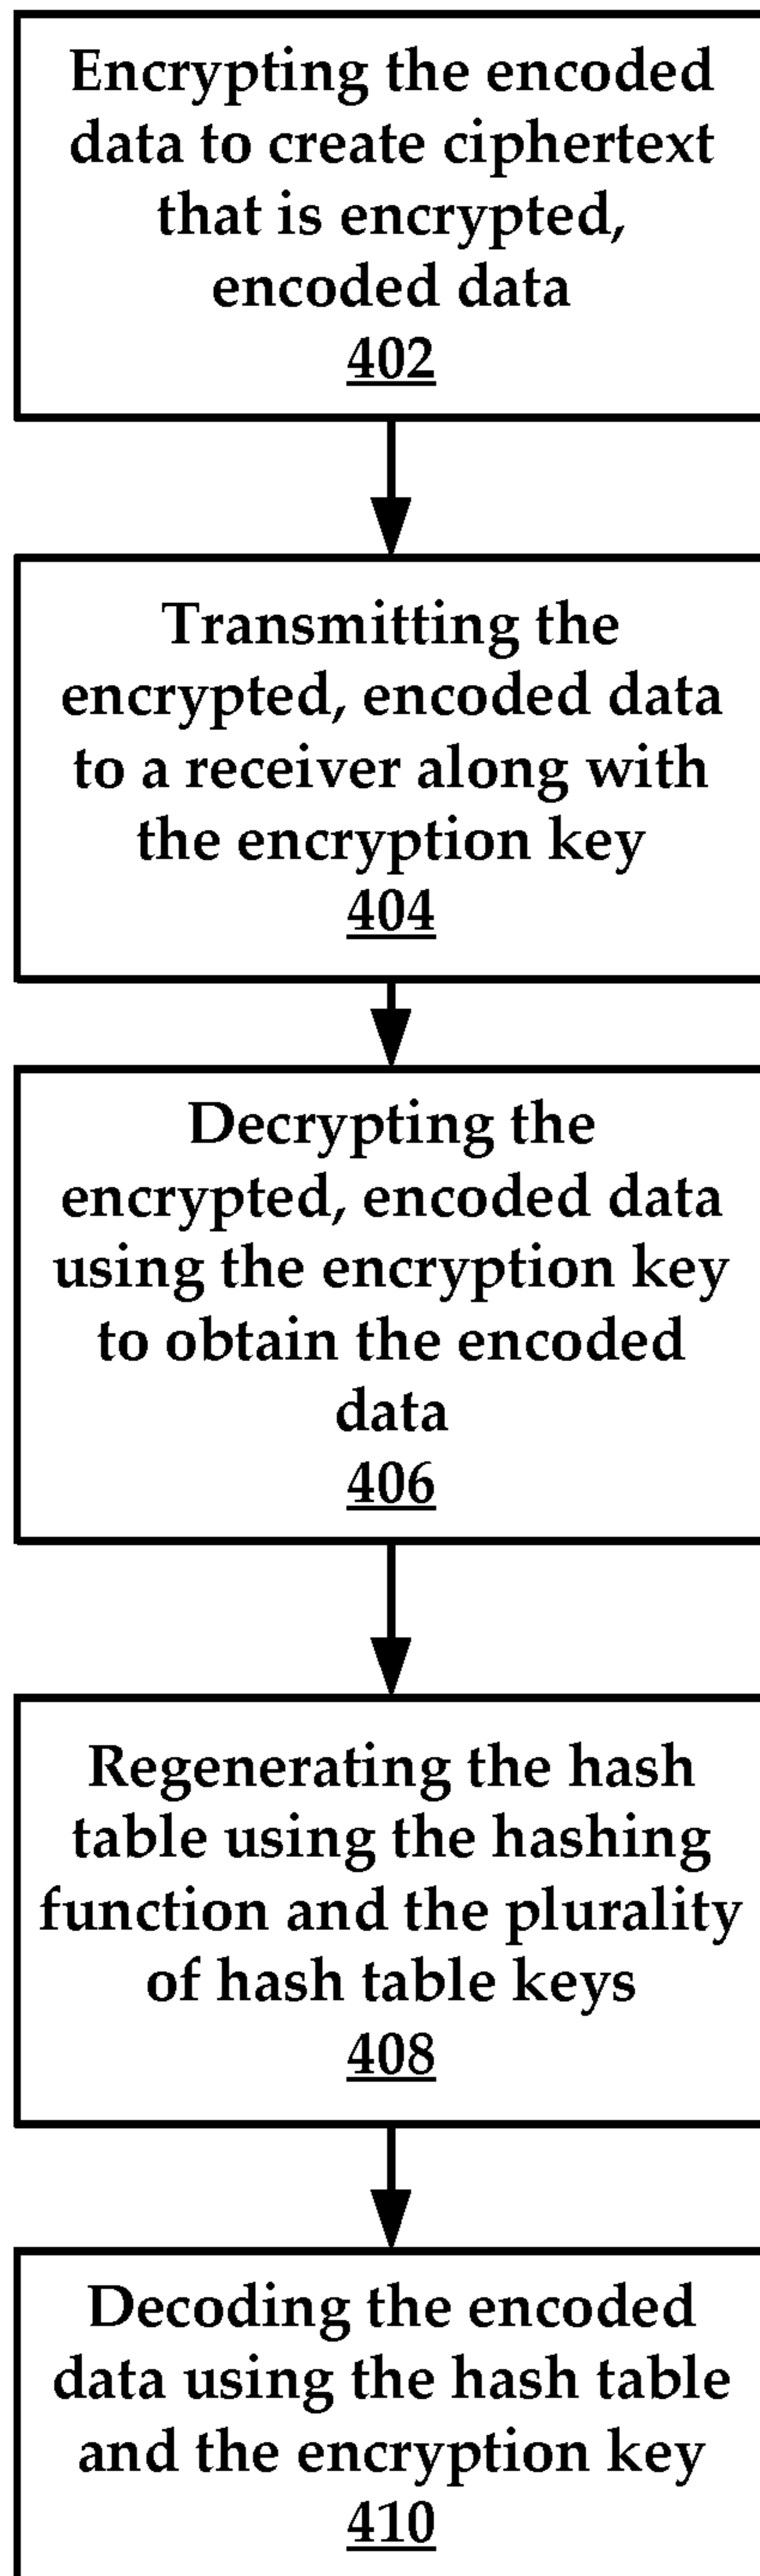 Encrypting the encoded
data to create ciphertext
that is encrypted,
encoded data
402
Transmitting the
encrypted, encoded data
to a receiver along with
the encryption key
404
Decrypting the
encrypted, encoded data
using the encryption key
to obtain the encoded
data
406
Regenerating the hash
table using the hashing
function and the plurality
of hash table keys
408
Decoding the encoded
data using the hash table
and the encryption key
410